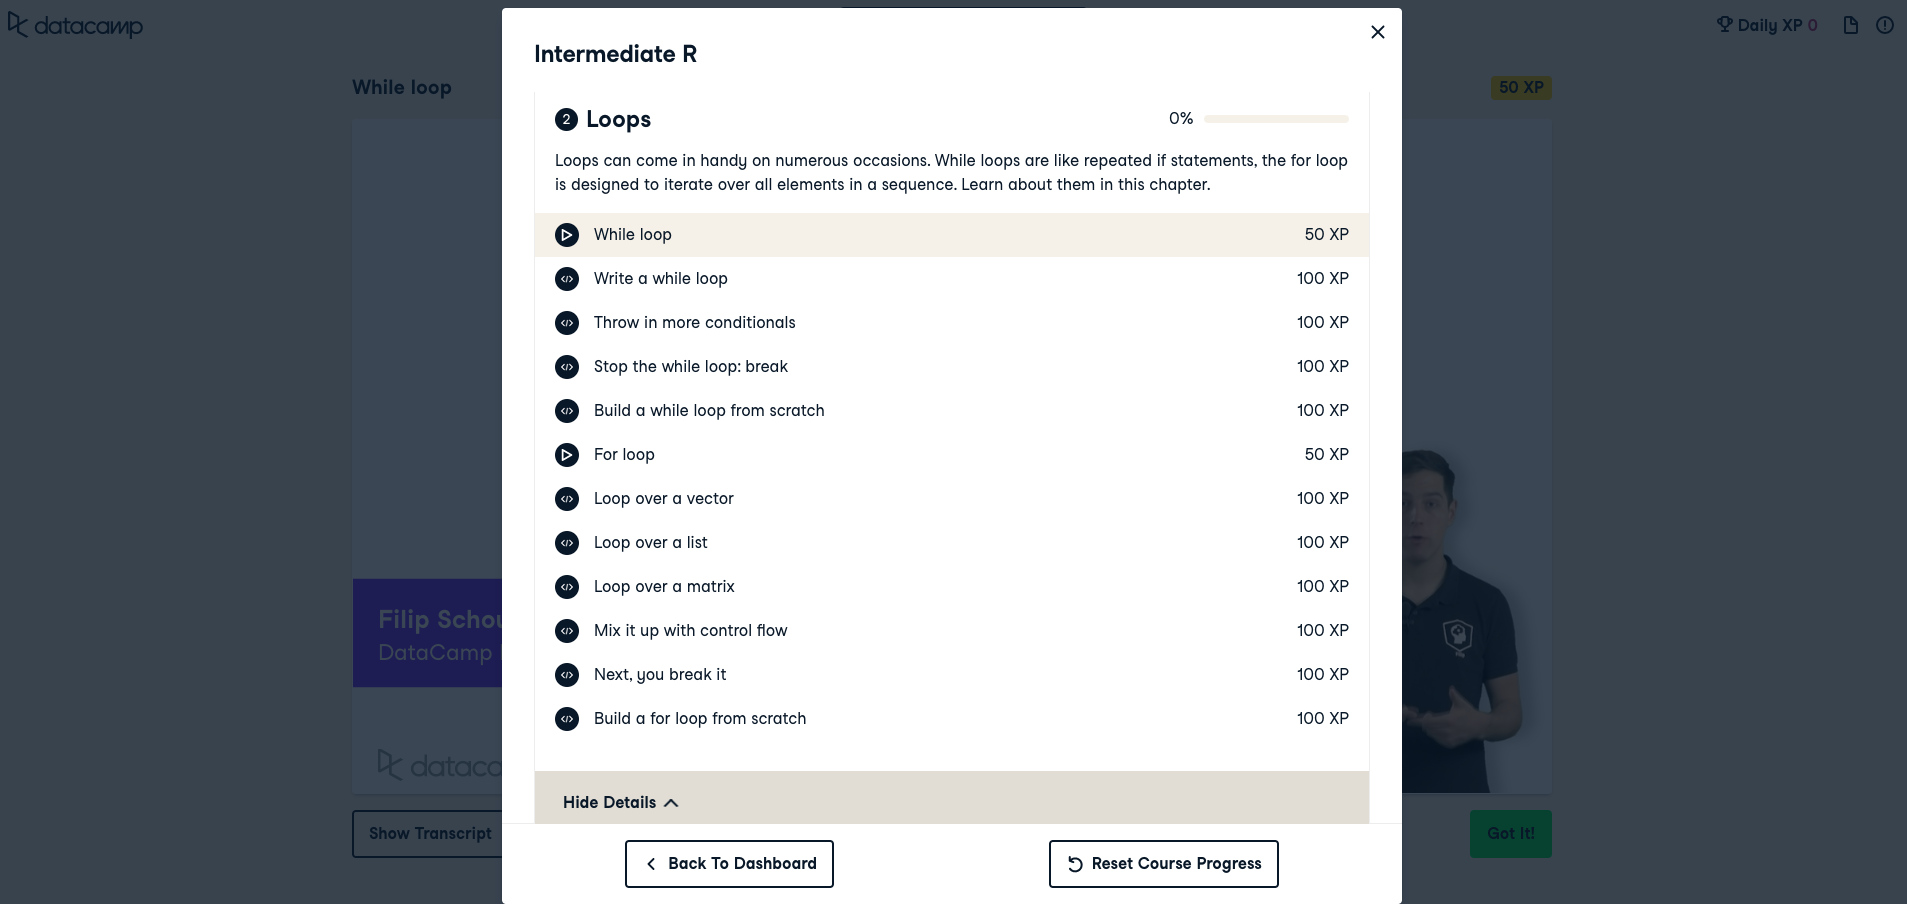 datacamp
Daily XP 0
While loop
50 XP
Intermediate R
2 Loops
0%
Loops can come in handy on numerous occasions. While loops are like repeated if statements, the for loop
is designed to iterate over all elements in a sequence. Learn about them in this chapter.
While loop 50 XP
Write a while loop 100 XP
Throw in more conditionals 100 XP
Stop the while loop: break 100 XP
Build a while loop from scratch 100 XP
For loop 50 XP
Loop over a vector 100 XP
Loop over a list 100 XP
Loop over a matrix 100 XP
Mix it up with control flow 100 XP
Next, you break it 100 XP
Build a for loop from scratch 100 XP
Hide Details
Back To Dashboard
Reset Course Progress
Filip
DataCamp
Show Transcript
Got It!